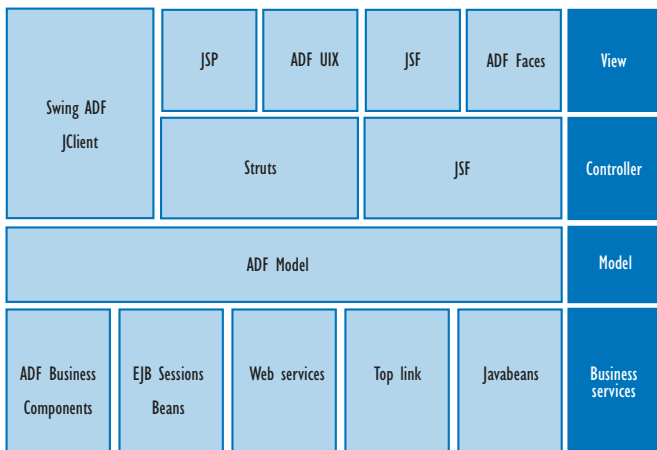 Swing ADF
JClient
JSP
ADF UIX
JSF
ADF Faces
View
Struts
JSF
Controller
ADF Model
Model
ADF Business
Components
EJB Sessions
Beans
Web services
Top link
Javabeans
Business
services